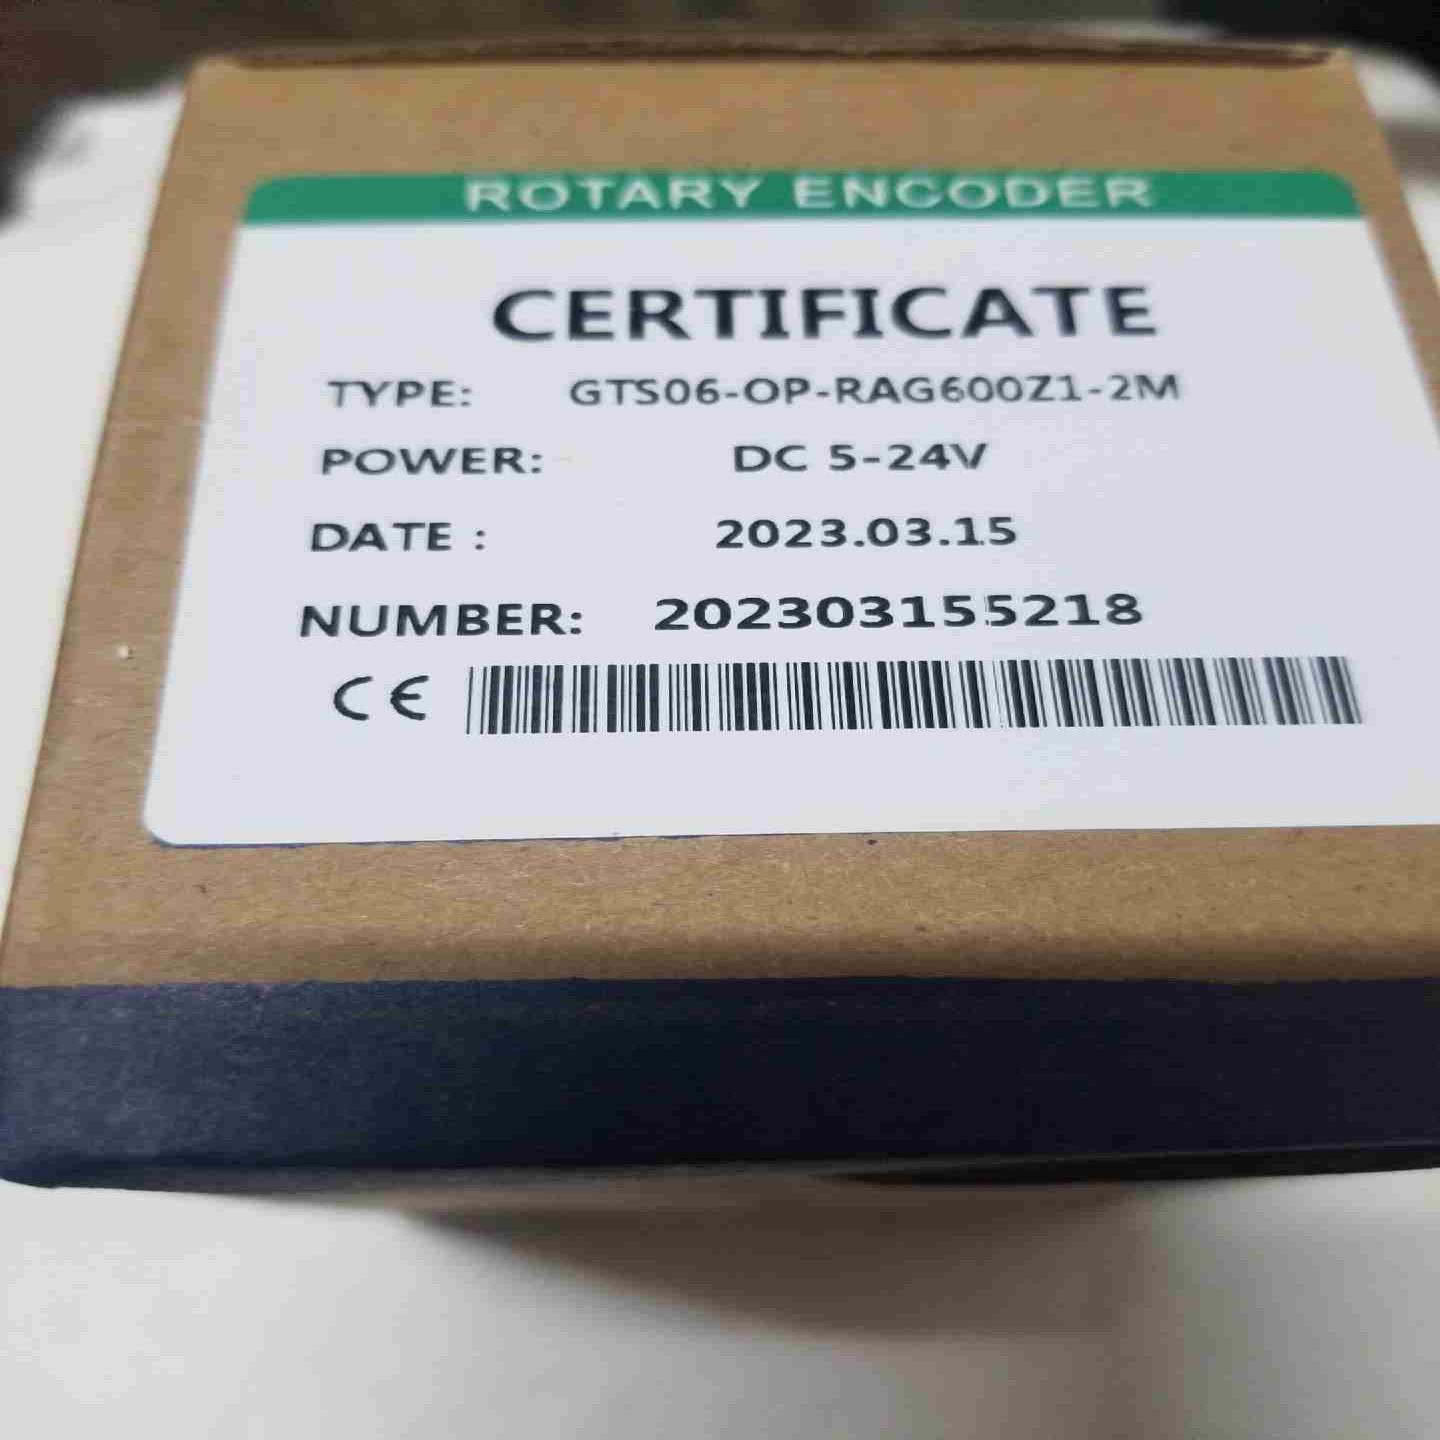 ROTARY ENCODER
CERTIFICATE
TYPE: GTS06-OP-RAG600Z1-2M
POWER: DC 5-24V
DATE : 2023.03.15
NUMBER: 202303155218
CE